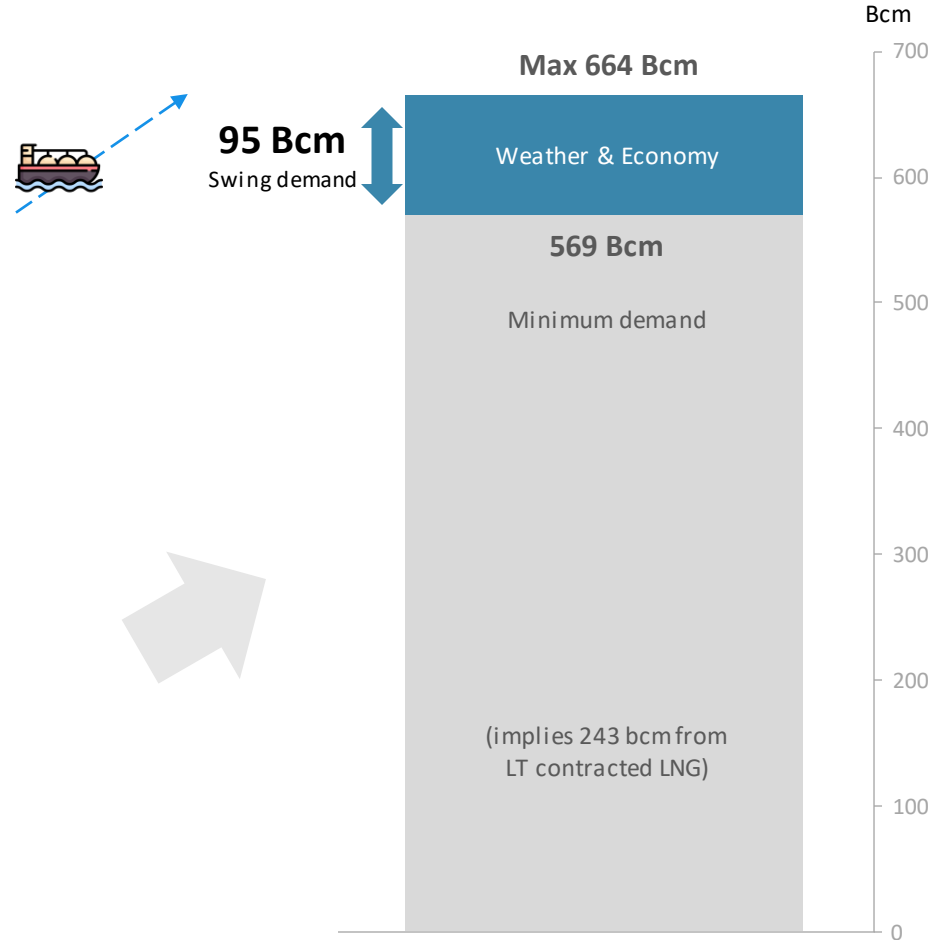 Bcm
700
Max 664 Bcm
95 Bcm
Swing demand
Weather & Economy
600
569 Bcm
500
Minimum demand
400
300
200
(implies 243 bcm from
LT contracted LNG)
100
0